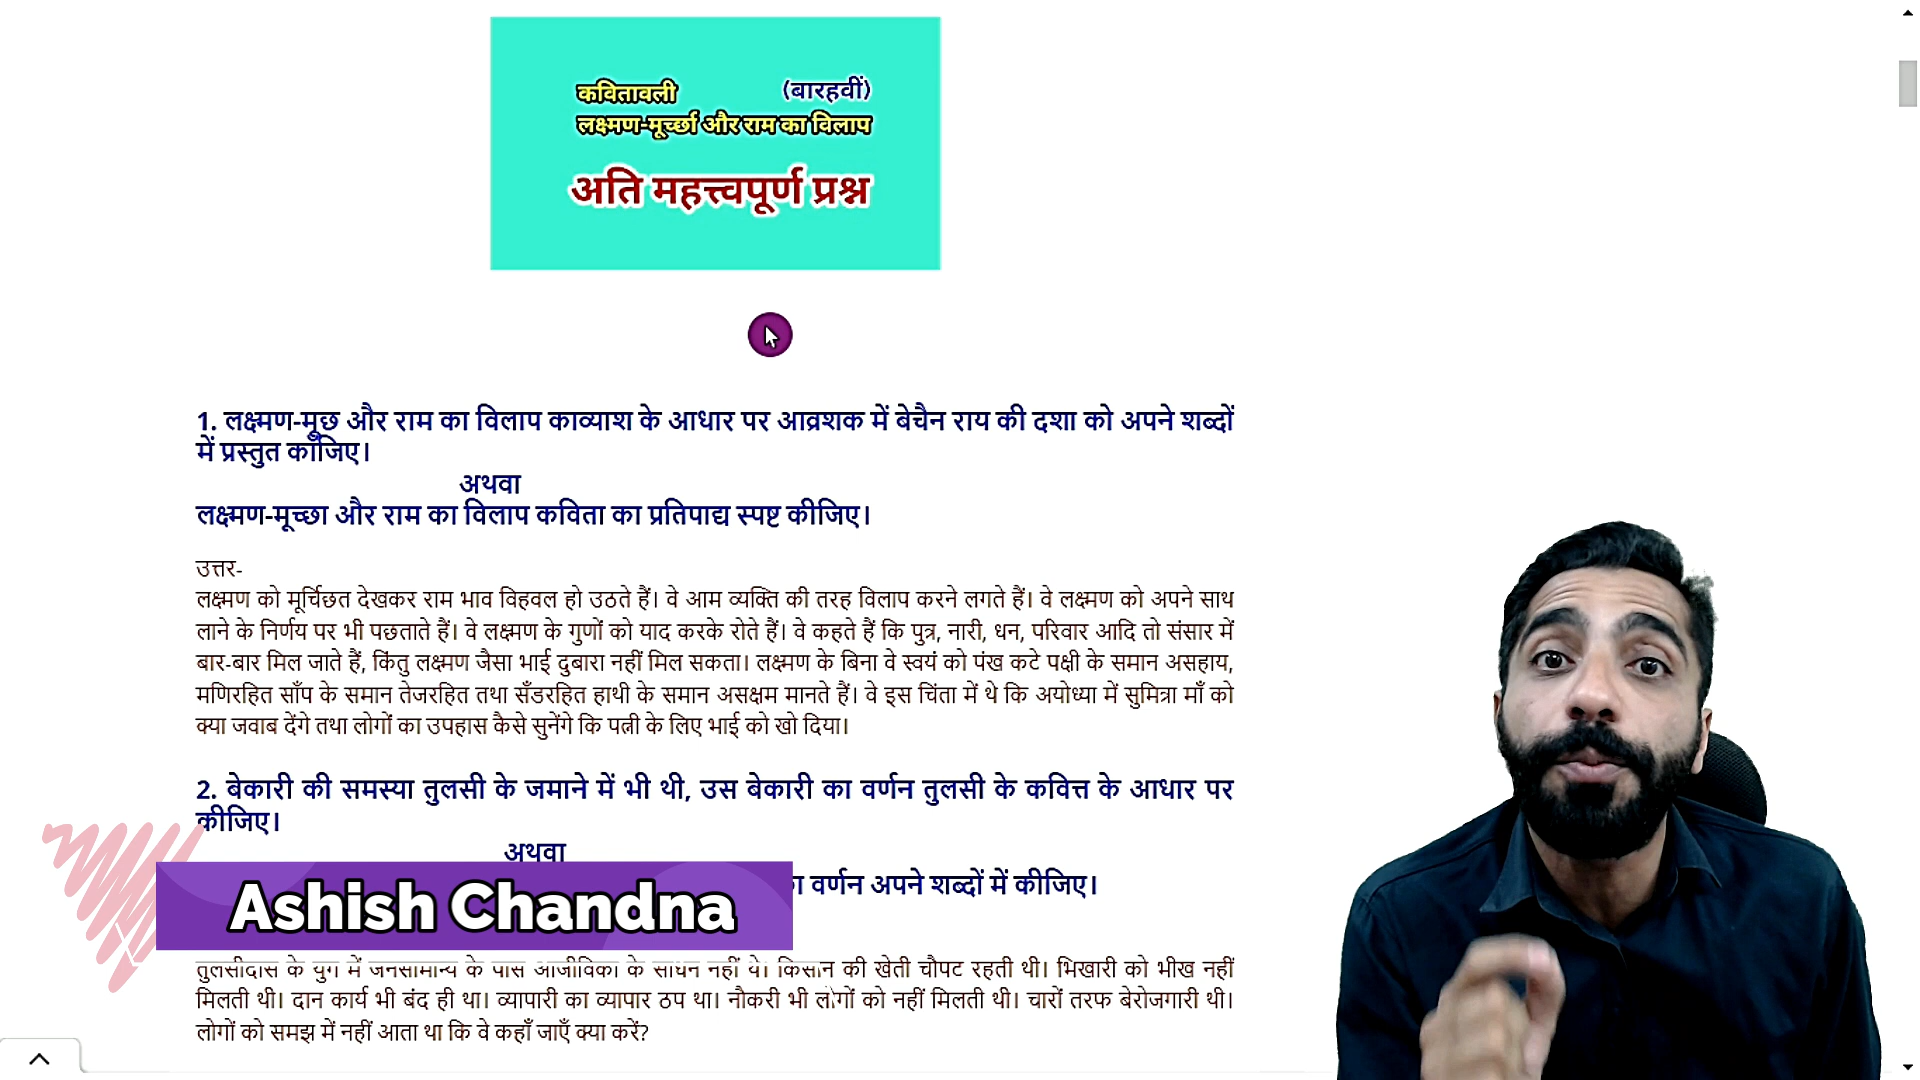 कवितावली (बारहवीं)
लक्ष्मण-मूर्च्छा और राम का विलाप
अति महत्त्वपूर्ण प्रश्न
1. लक्ष्मण-मूछ और राम का विलाप काव्याश के आधार पर आव्रशक में बेचैन राय की दशा को अपने शब्दों
में प्रस्तुत काजिए।
अथवा
लक्ष्मण-मूच्छा और राम का विलाप कविता का प्रतिपाद्य स्पष्ट कीजिए।
उत्तर-
लक्ष्मण को मूर्चिछत देखकर राम भाव विहवल हो उठते हैं। वे आम व्यक्ति की तरह विलाप करने लगते हैं। वे लक्ष्मण को अपने साथ
लाने के निर्णय पर भी पछताते हैं। वे लक्ष्मण के गुणों को याद करके रोते हैं। वे कहते हैं कि पुत्र, नारी, धन, परिवार आदि तो संसार में
बार-बार मिल जाते हैं, किंतु लक्ष्मण जैसा भाई दुबारा नहीं मिल सकता। लक्ष्मण के बिना वे स्वयं को पंख कटे पक्षी के समान असहाय,
मणिरहित साँप के समान तेजरहित तथा सँडरहित हाथी के समान असक्षम मानते हैं। वे इस चिंता में थे कि अयोध्या में सुमित्रा माँ को
क्या जवाब देंगे तथा लोगों का उपहास कैसे सुनेंगे कि पत्नी के लिए भाई को खो दिया।
2. बेकारी की समस्या तुलसी के जमाने में भी थी, उस बेकारी का वर्णन तुलसी के कवित्त के आधार पर
कीजिए।
अथवा
वर्णन अपने शब्दों में कीजिए।
Ashish Chandna
तुलसीदास के युग में जनसामान्य के पास आजीविका के साधन नहीं थे। किसान की खेती चौपट रहती थी। भिखारी को भीख नहीं
मिलती थी। दान कार्य भी बंद ही था। व्यापारी का व्यापार ठप था। नौकरी भी लोगों को नहीं मिलती थी। चारों तरफ बेरोजगारी थी।
लोगों को समझ में नहीं आता था कि वे कहाँ जाएँ क्या करें?